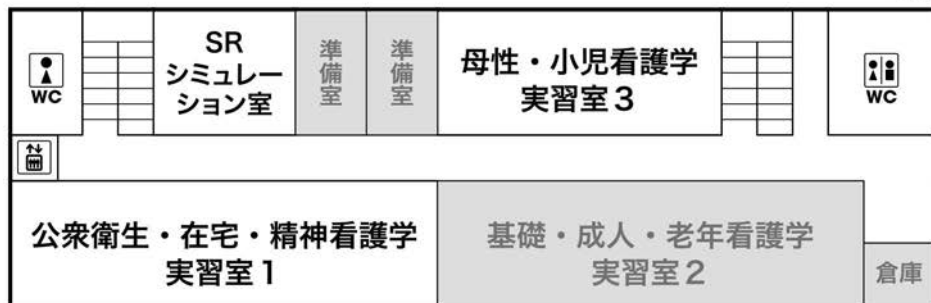 WC
SR
シミュレー
ション室
準備室
準備室
母性・小児看護学
実習室3
WC
公衆衛生・在宅・精神看護学
実習室1
基礎・成人・老年看護学
実習室2
倉庫